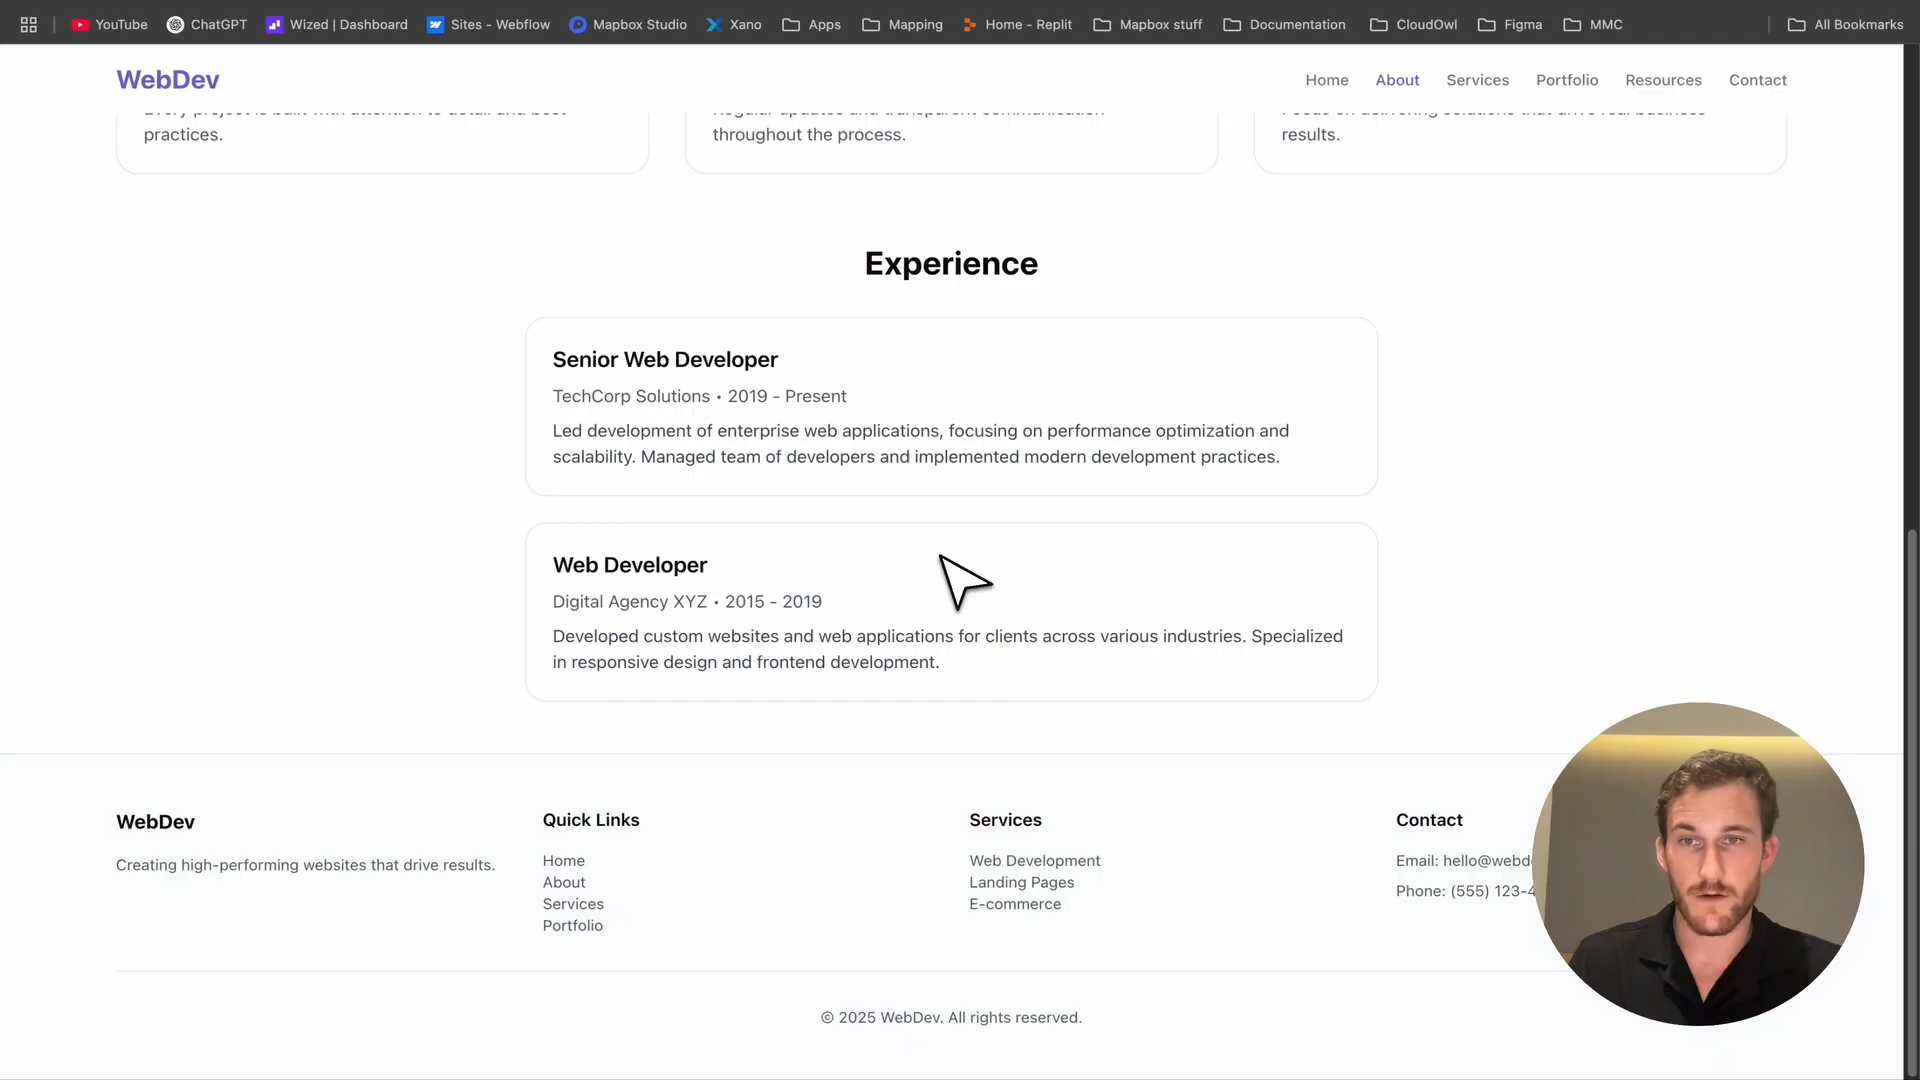 YouTube
ChatGPT
Wized | Dashboard
Sites - Webflow
Mapbox Studio
Xano
Apps
Mapping
Home - Replit
Mapbox stuff
Documentation
CloudOwl
Figma
MMC
All Bookmarks
WebDev
Home
About
Services
Portfolio
Resources
Contact
Every project is built with attention to detail and best
practices.
Regular updates and transparent communication
throughout the process.
Focus on delivering solutions that drive real business
results.
Experience
Senior Web Developer
TechCorp Solutions • 2019 - Present
Led development of enterprise web applications, focusing on performance optimization and
scalability. Managed team of developers and implemented modern development practices.
Web Developer
Digital Agency XYZ • 2015 - 2019
Developed custom websites and web applications for clients across various industries. Specialized
in responsive design and frontend development.
WebDev
Creating high-performing websites that drive results.
Quick Links
Home
About
Services
Portfolio
Services
Web Development
Landing Pages
E-commerce
Contact
Email: hello@webd
Phone: (555) 123-4
© 2025 WebDev. All rights reserved.